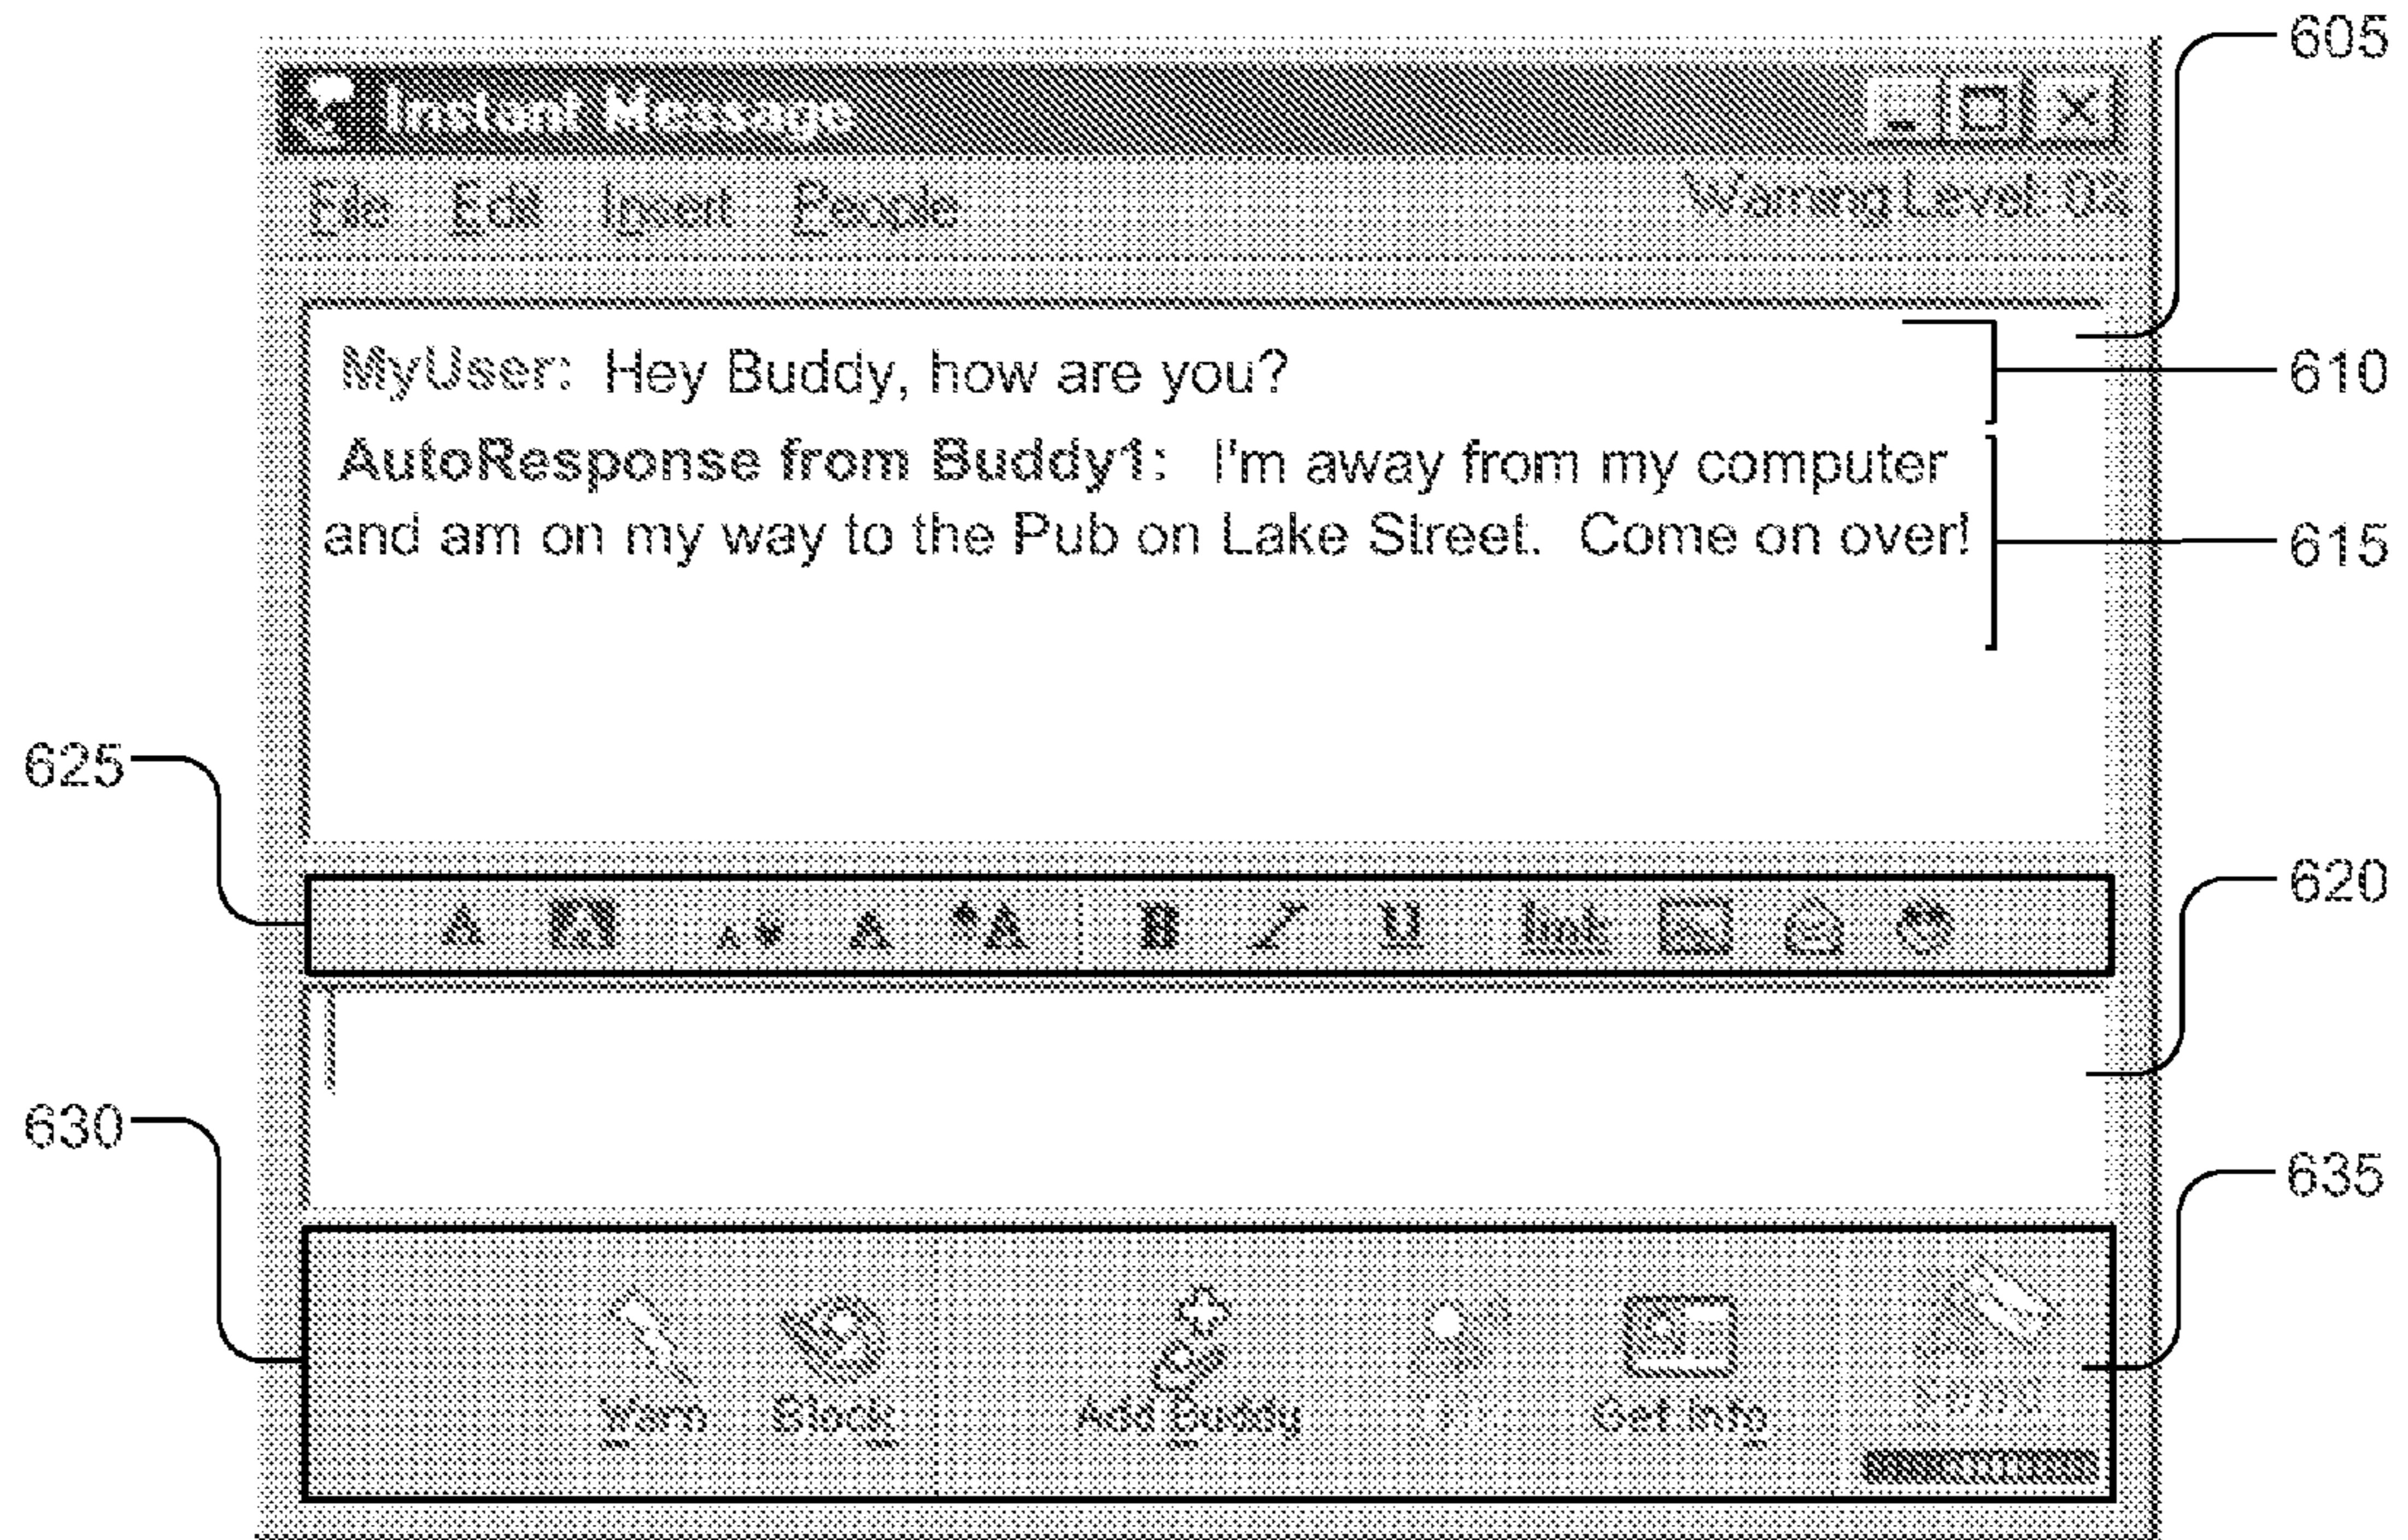 605
Instant Message
File Edit Insert People Warning Level: 0%
MyUser: Hey Buddy, how are you?
610
AutoResponse from Buddy1: I'm away from my computer
and am on my way to the Pub on Lake Street. Come on over!
615
625
A A A A A B I U link
620
630
635
Warn Block Add Buddy Get Info